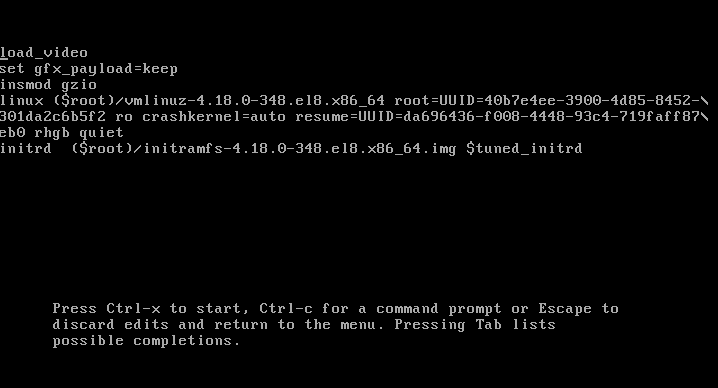 load_video
set gfx_payload=keep
insmod gzio
linux ($root)/vmlinuz-4.18.0-348.el8.x86_64 root=UUID=40b7e4ee-3900-4d85-8452-\
301da2c6b5f2 ro crashkernel=auto resume=UUID=da696436-f008-4448-93c4-719faff87\
eb0 rhgb quiet
initrd  ($root)/initramfs-4.18.0-348.el8.x86_64.img $tuned_initrd
Press Ctrl-x to start, Ctrl-c for a command prompt or Escape to
discard edits and return to the menu. Pressing Tab lists
possible completions.